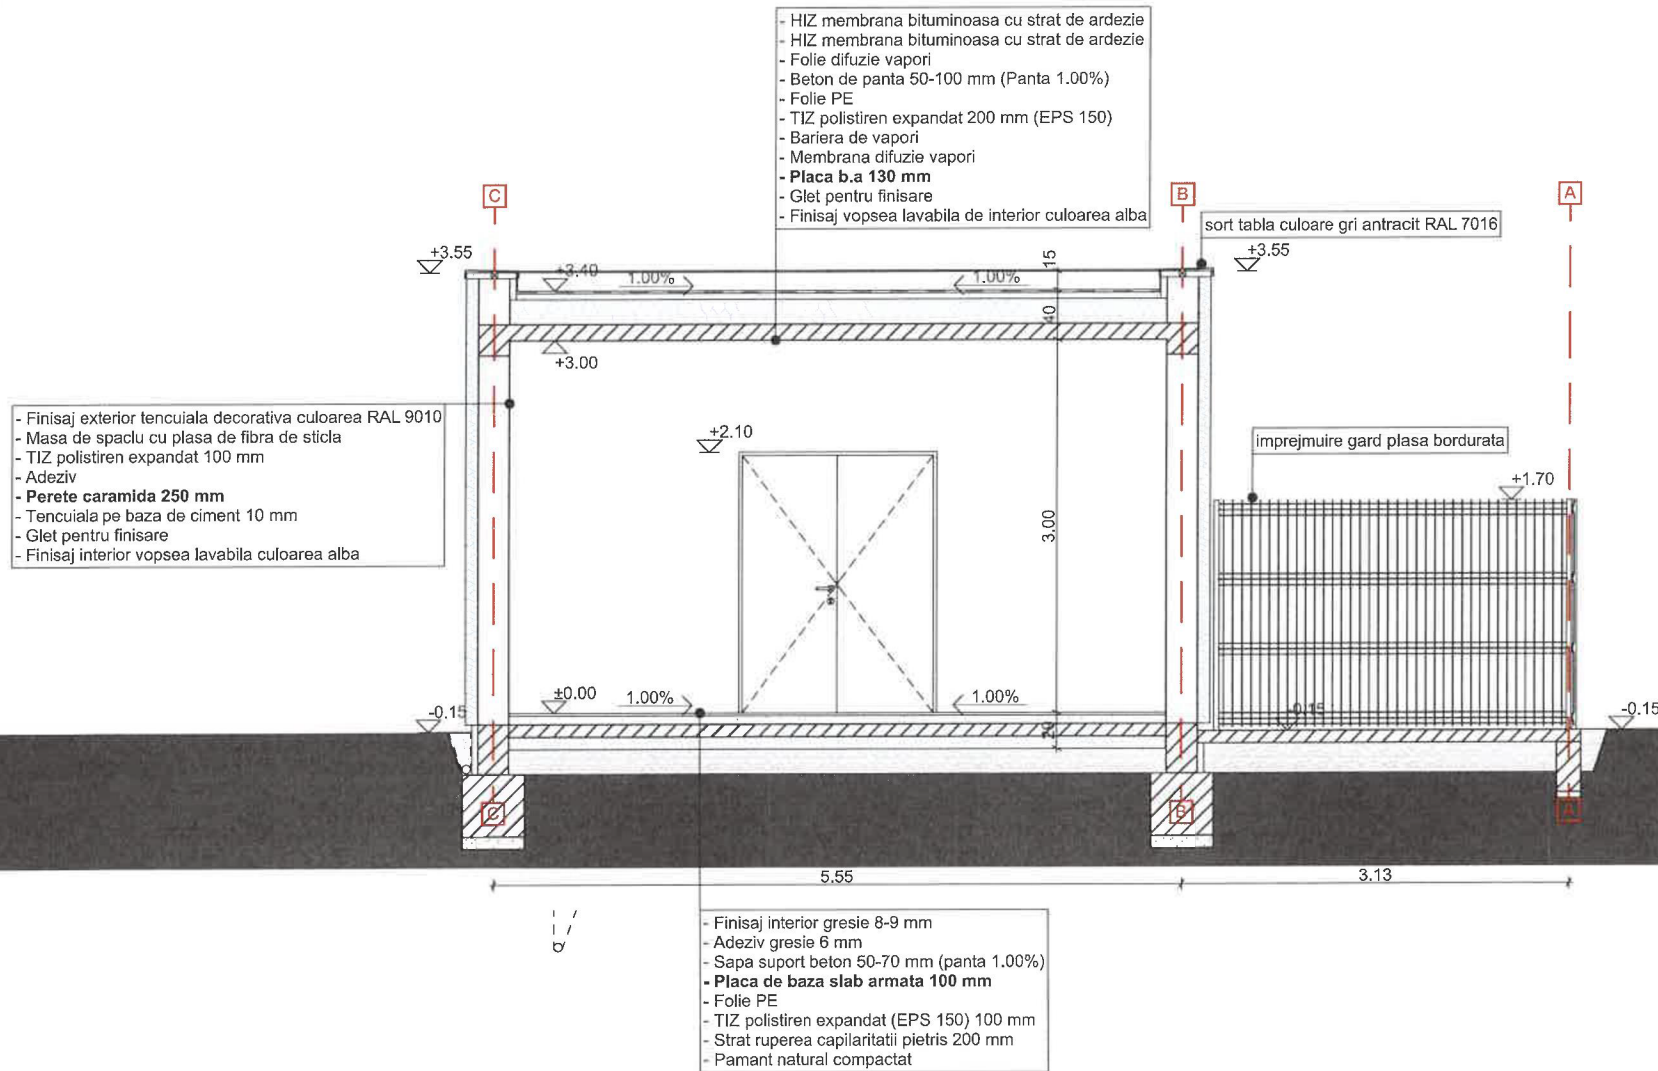 - HIZ membrana bituminoasa cu strat de ardezie
- HIZ membrana bituminoasa cu strat de ardezie
- Folie difuzie vapori
- Beton de panta 50-100 mm (Panta 1.00%)
- Folie PE
- TIZ polistiren expandat 200 mm (EPS 150)
- Bariera de vapori
- Membrana difuzie vapori
- Placa b.a 130 mm
- Glet pentru finisare
- Finisaj vopsea lavabila de interior culoarea alba
C
B
A
sort tabla culoare gri antracit RAL 7016
+3.55
+3.40
1.00%
1.00%
15
+3.55
40
+3.00
- Finisaj exterior tencuiala decorativa culoarea RAL 9010
- Masa de spaclu cu plasa de fibra de sticla
- TIZ polistiren expandat 100 mm
- Adeziv
- Perete caramida 250 mm
- Tencuiala pe baza de ciment 10 mm
- Glet pentru finisare
- Finisaj interior vopsea lavabila culoarea alba
+2.10
imprejmuire gard plasa bordurata
+1.70
3.00
±0.00
1.00%
1.00%
-0.15
-0.15
-0.15
20
C
B
A
5.55
3.13
- Finisaj interior gresie 8-9 mm
- Adeziv gresie 6 mm
- Sapa suport beton 50-70 mm (panta 1.00%)
- Placa de baza slab armata 100 mm
- Folie PE
- TIZ polistiren expandat (EPS 150) 100 mm
- Strat ruperea capilaritatii pietris 200 mm
- Pamant natural compactat